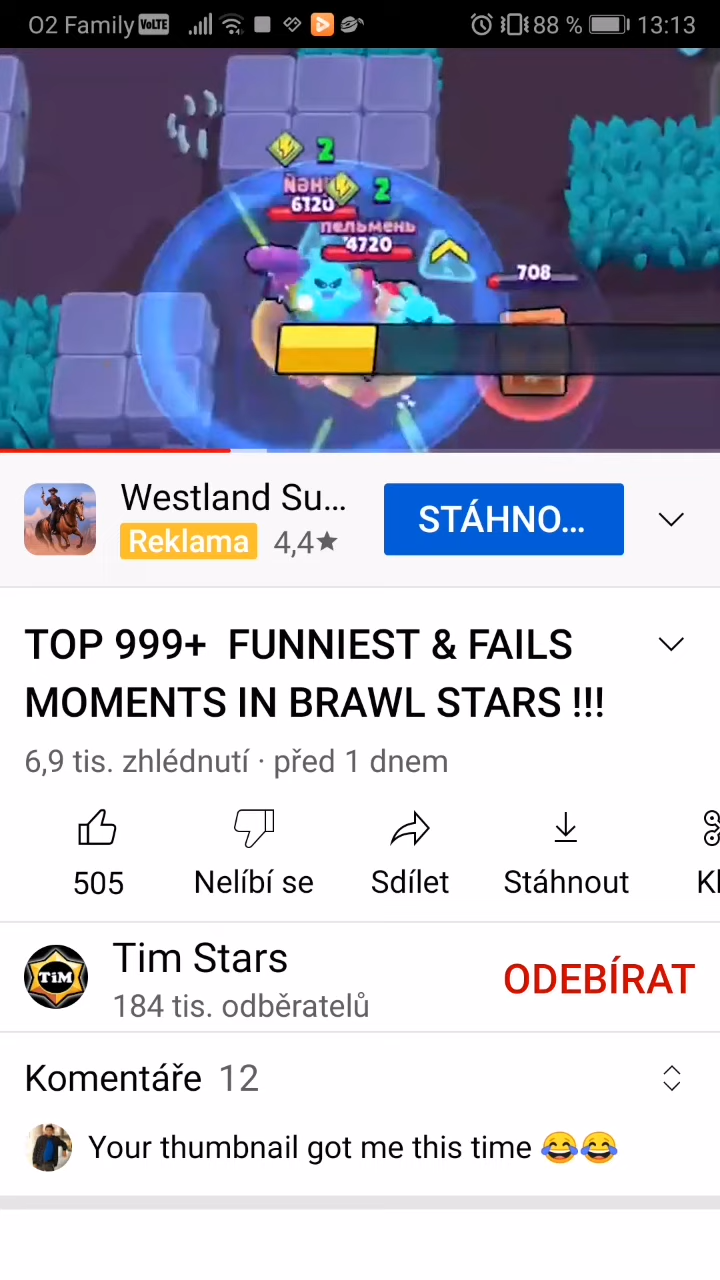 O2 Family VoLTE 88 % 13:13
2
2
6120
пельмень
4720
708
Westland Su... STÁHNO...
Reklama 4,4★
TOP 999+ FUNNIEST & FAILS
MOMENTS IN BRAWL STARS !!!
6,9 tis. zhlédnutí · před 1 dnem
505 Nelíbí se Sdílet Stáhnout Kl
TiM
Tim Stars
184 tis. odběratelů
ODEBÍRAT
Komentáře 12
Your thumbnail got me this time 😂😂